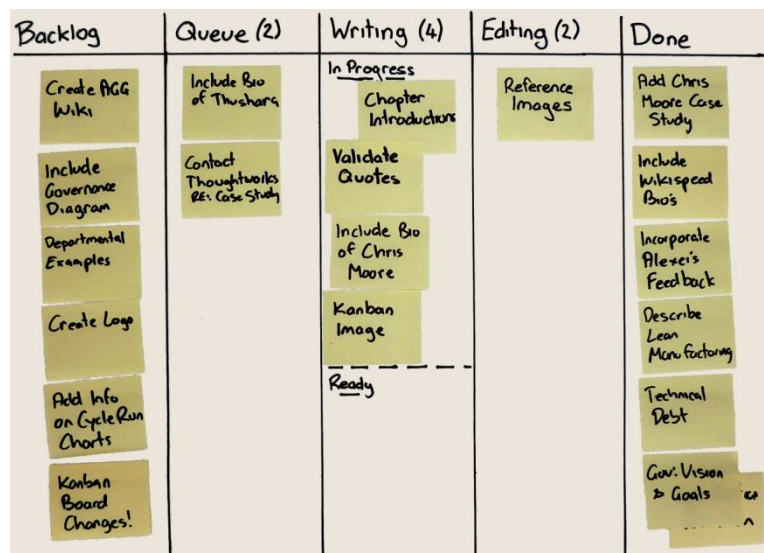 Backlog
Create AGG
Wiki
Include
Governance
Diagram
Departmental
Examples
Create Logo
Add Info
on Cycle Run
Charts
Kanban
Board
Changes!
Queue (2)
Include Bio
of Thushara
Contact
Thoughtworks
RE: Case Study
Writing (4)
In Progress
Chapter
Introductions
Validate
Quotes
Include Bio
of Chris
Moore
Kanban
Image
Ready
Editing (2)
Reference
Images
Done
Add Chris
Moore Case
Study
Include
Wikispeed
Bio's
Incorporate
Alexei's
Feedback
Describe
Lean
Manufactoring
Technical
Debt
Gov: Vision
& Goals